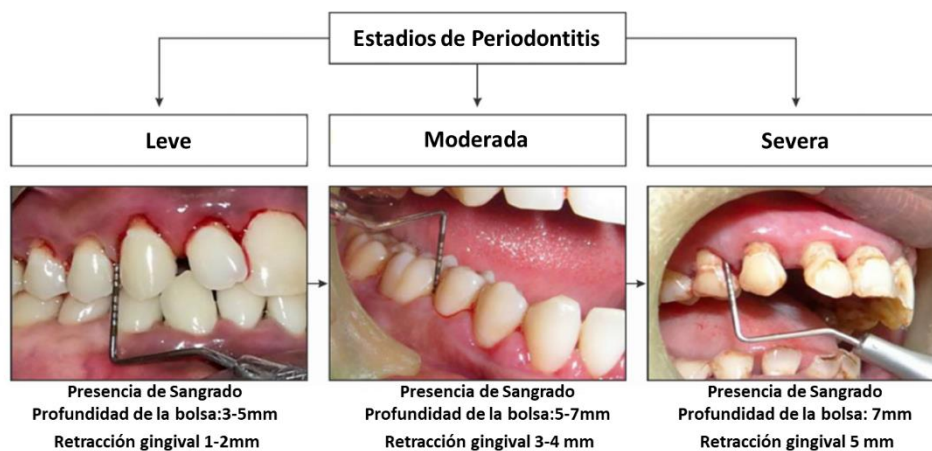 Estadios de Periodontitis
Leve
Moderada
Severa
Presencia de Sangrado
Profundidad de la bolsa:3-5mm
Retracción gingival 1-2mm
Presencia de Sangrado
Profundidad de la bolsa:5-7mm
Retracción gingival 3-4 mm
Presencia de Sangrado
Profundidad de la bolsa: 7mm
Retracción gingival 5 mm